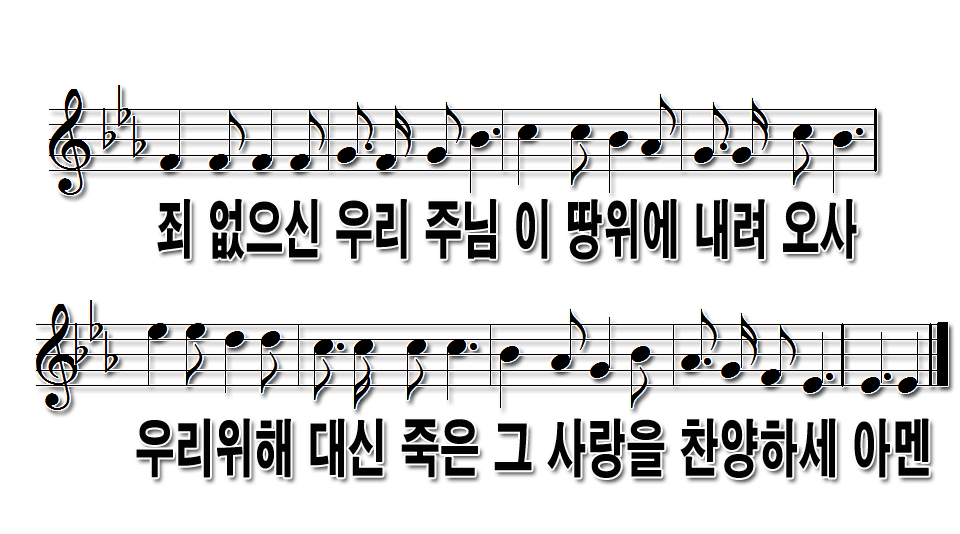 죄 없으신 우리 주님 이 땅위에 내려 오사
우리위해 대신 죽은 그 사랑을 찬양하세 아멘